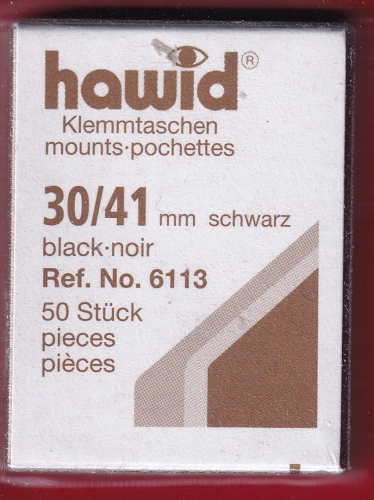 hawid®
Klemmtaschen
mounts·pochettes
30/41 mm schwarz
black·noir
Ref. No. 6113
50 Stück
pieces
pièces